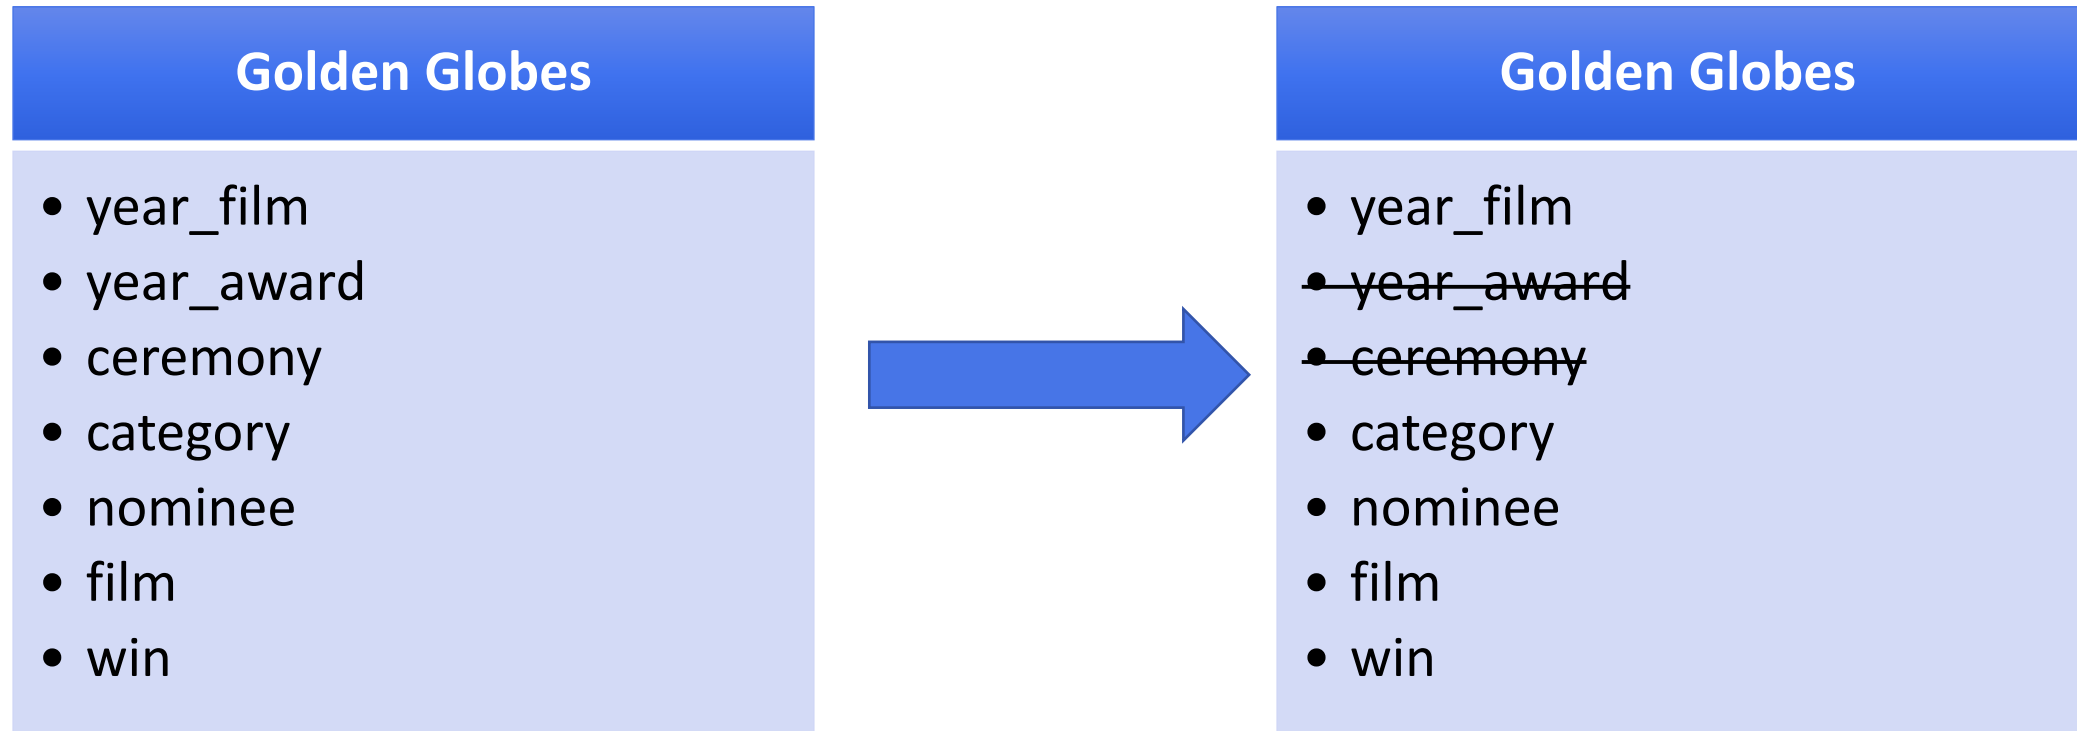 Golden Globes
• year_film
• year_award
• ceremony
• category
• nominee
• film
• win
Golden Globes
• year_film
• year_award
• ceremony
• category
• nominee
• film
• win